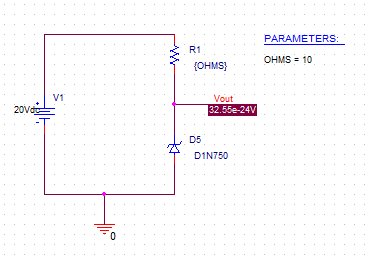 R1
{OHMS}
PARAMETERS:
OHMS = 10
V1
20Vdc
Vout
32.55e-24V
D5
D1N750
0